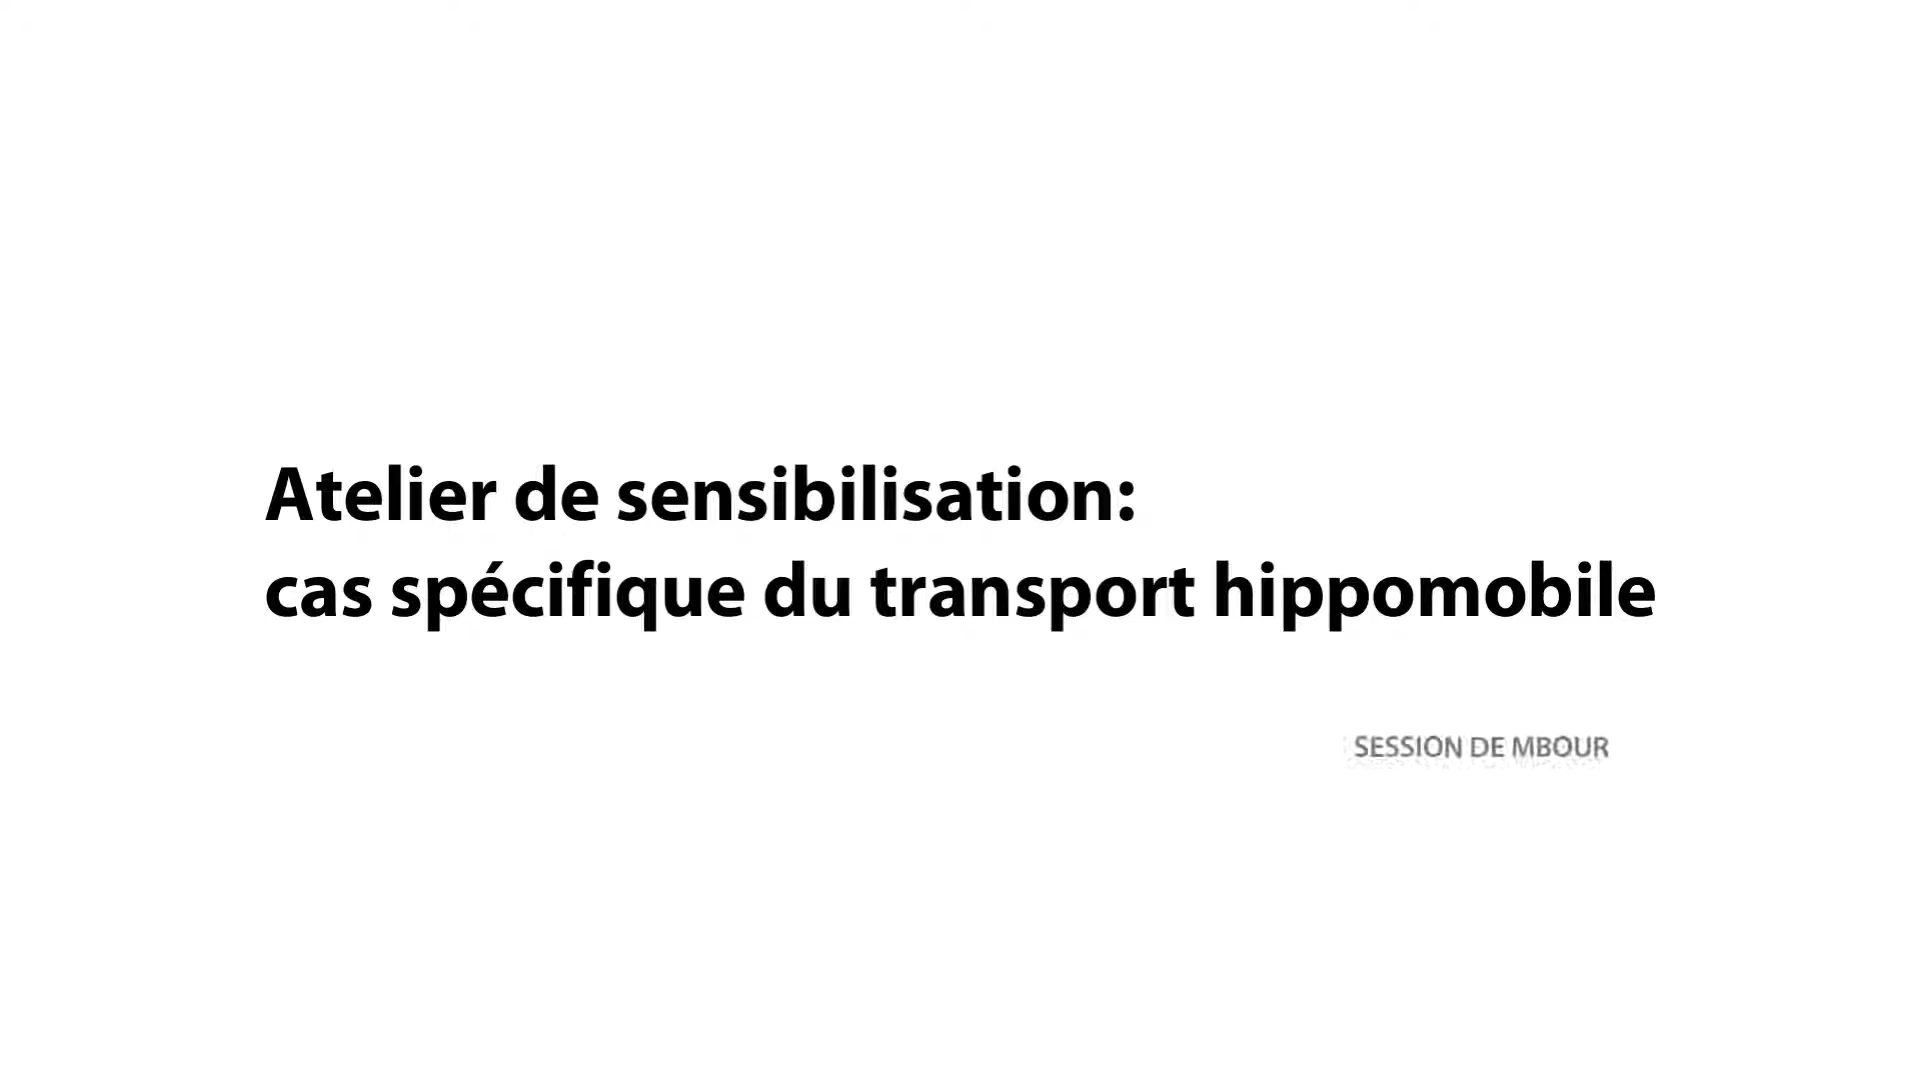 Atelier de sensibilisation:
cas spécifique du transport hippomobile
SESSION DE MBOUR